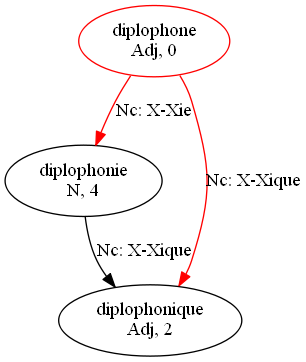 diplophone
Adj, 0
Nc: X-Xie
diplophonie
N, 4
Nc: X-Xique
Nc: X-Xique
diplophonique
Adj, 2